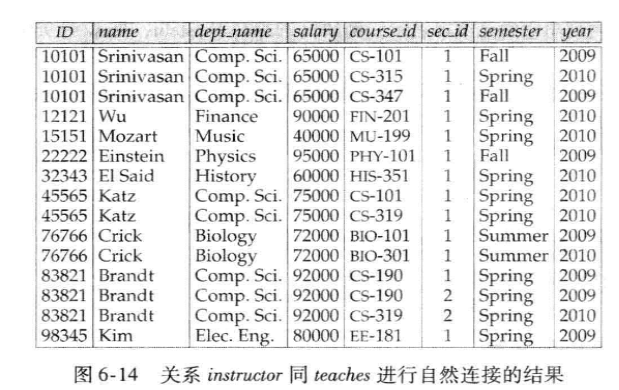 ID name dept_name salary course_id sec_id semester year
10101 Srinivasan Comp. Sci. 65000 CS-101 1 Fall 2009
10101 Srinivasan Comp. Sci. 65000 CS-315 1 Spring 2010
10101 Srinivasan Comp. Sci. 65000 CS-347 1 Fall 2009
12121 Wu Finance 90000 FIN-201 1 Spring 2010
15151 Mozart Music 40000 MU-199 1 Spring 2010
22222 Einstein Physics 95000 PHY-101 1 Fall 2009
32343 El Said History 60000 HIS-351 1 Spring 2010
45565 Katz Comp. Sci. 75000 CS-101 1 Spring 2010
45565 Katz Comp. Sci. 75000 CS-319 1 Spring 2010
76766 Crick Biology 72000 BIO-101 1 Summer 2009
76766 Crick Biology 72000 BIO-301 1 Summer 2010
83821 Brandt Comp. Sci. 92000 CS-190 1 Spring 2009
83821 Brandt Comp. Sci. 92000 CS-190 2 Spring 2009
83821 Brandt Comp. Sci. 92000 CS-319 2 Spring 2010
98345 Kim Elec. Eng. 80000 EE-181 1 Spring 2009
图 6-14 关系 instructor 同 teaches 进行自然连接的结果